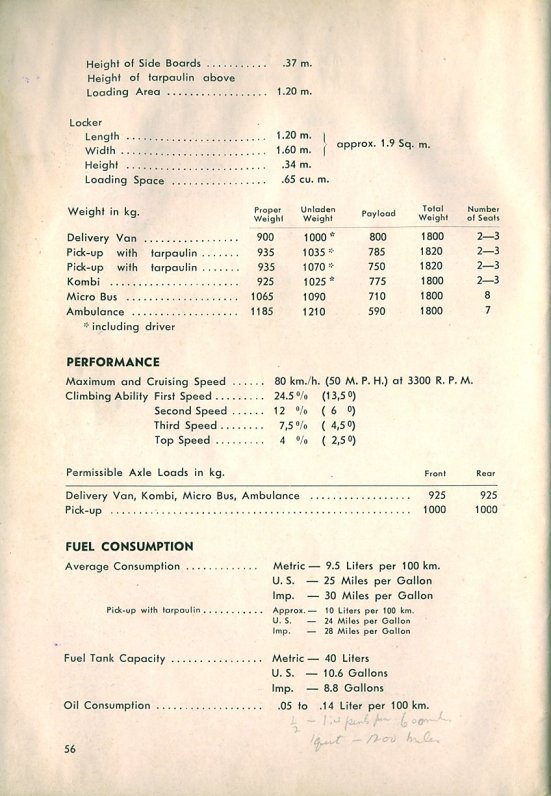 Height of Side Boards ........... .37 m.
Height of tarpaulin above
Loading Area .................. 1.20 m.
Locker
Length ......................... 1.20 m.
Width .......................... 1.60 m.
approx. 1.9 Sq. m.
Height ......................... .34 m.
Loading Space ................. .65 cu. m.
Weight in kg. Proper Weight Unladen Weight Payload Total Weight Number of Seats
Delivery Van ................. 900 1000 * 800 1800 2—3
Pick-up with tarpaulin ....... 935 1035 * 785 1820 2—3
Pick-up with tarpaulin ....... 935 1070 * 750 1820 2—3
Kombi ........................ 925 1025 * 775 1800 2—3
Micro Bus .................... 1065 1090 710 1800 8
Ambulance ................... 1185 1210 590 1800 7
* including driver
PERFORMANCE
Maximum and Cruising Speed ...... 80 km./h. (50 M. P. H.) at 3300 R. P. M.
Climbing Ability First Speed ......... 24.5 % (13,5 0)
Second Speed ...... 12 % ( 6 0)
Third Speed ........ 7,5 % ( 4,5 0)
Top Speed ......... 4 % ( 2,5 0)
Permissible Axle Loads in kg. Front Rear
Delivery Van, Kombi, Micro Bus, Ambulance .................. 925 925
Pick-up .................................................... 1000 1000
FUEL CONSUMPTION
Average Consumption ............. Metric — 9.5 Liters per 100 km.
U. S. — 25 Miles per Gallon
Imp. — 30 Miles per Gallon
Pick-up with tarpaulin ........... Approx. — 10 Liters per 100 km.
U. S. — 24 Miles per Gallon
Imp. — 28 Miles per Gallon
Fuel Tank Capacity ................ Metric — 40 Liters
U. S. — 10.6 Gallons
Imp. — 8.8 Gallons
Oil Consumption ................... .05 to .14 Liter per 100 km.
1/2 — per 600 miles
1 quart — 1200 miles
56